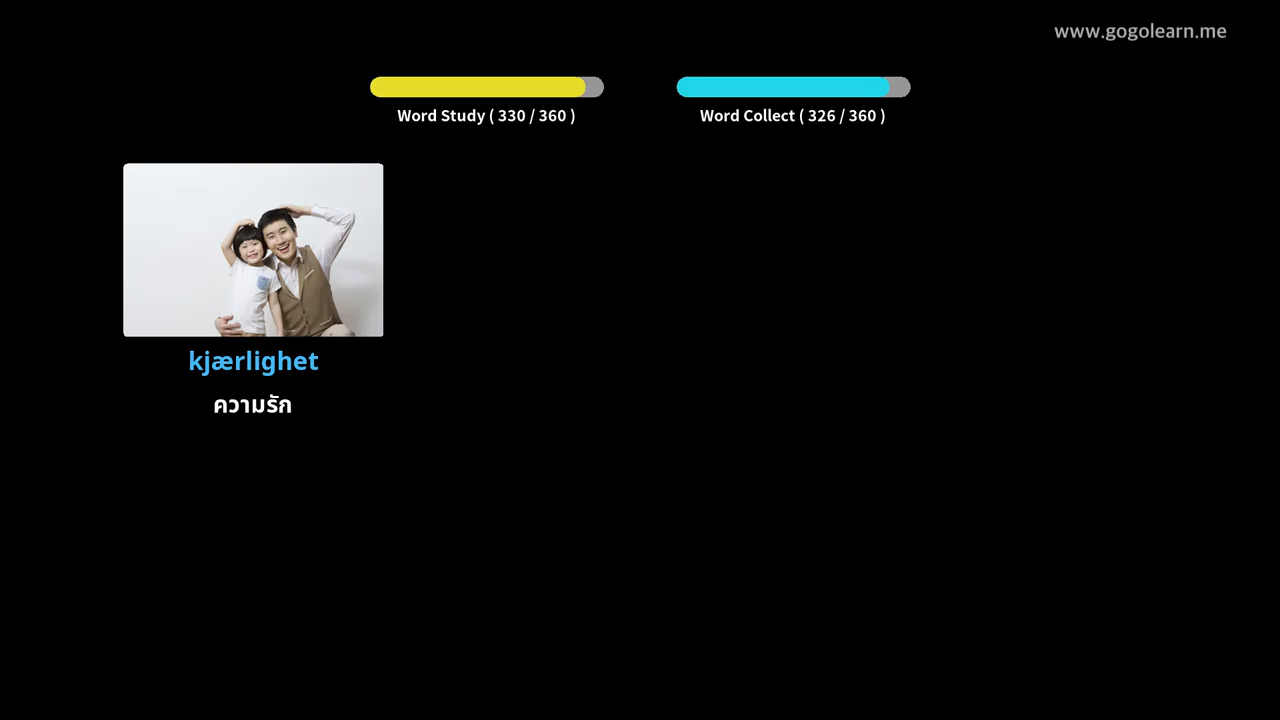 www.gogolearn.me
Word Study ( 330 / 360 )
Word Collect ( 326 / 360 )
kjærlighet
ความรัก